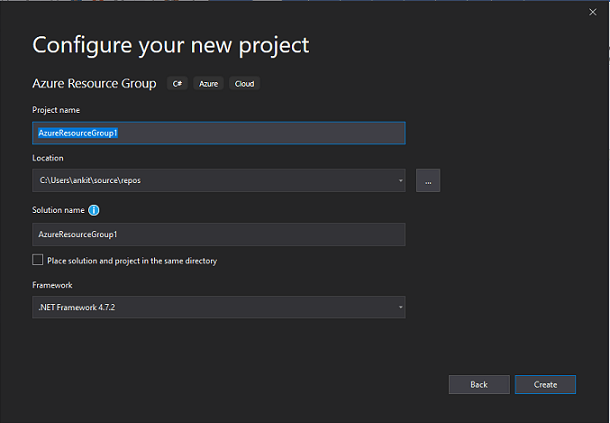 Configure your new project
Azure Resource Group C# Azure Cloud
Project name
AzureResourceGroup1
Location
C:\Users\ankit\source\repos
...
Solution name
AzureResourceGroup1
Place solution and project in the same directory
Framework
.NET Framework 4.7.2
Back Create